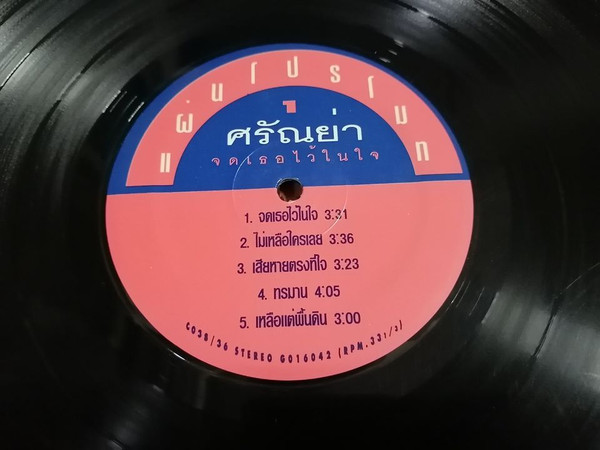 แผ่นโปรโมท
1
ศรัณย่า
จดเธอไว้ในใจ
1. จดเธอไว้ในใจ 3:31
2. ไม่เหลือใครเลย 3:36
3. เสียหายตรงที่ใจ 3:23
4. ทรมาน 4:05
5. เหลือแต่พื้นดิน 3:00
C038/36 STEREO G016042 (RPM.33 1/3)